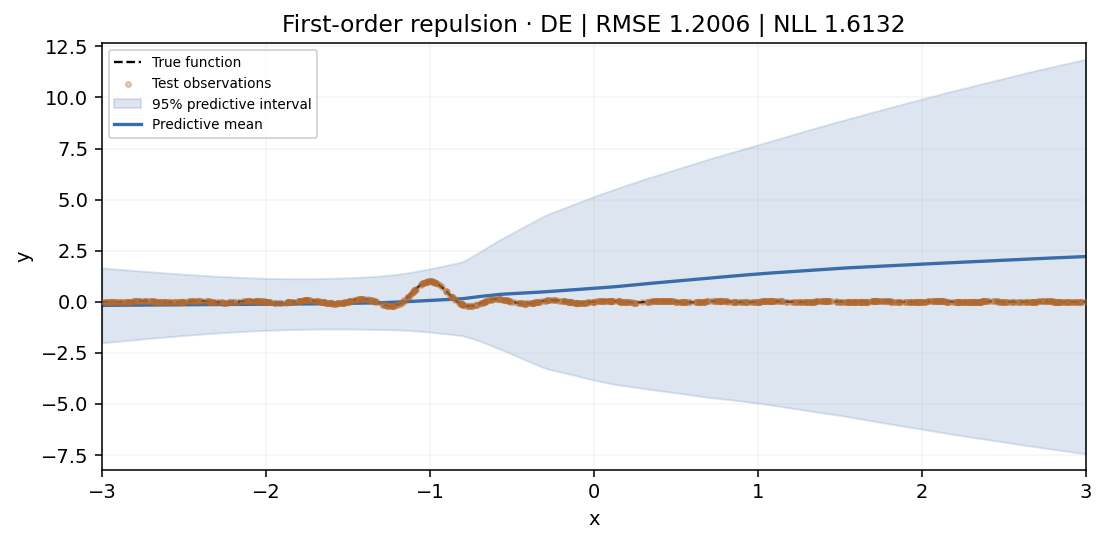 First-order repulsion · DE | RMSE 1.2006 | NLL 1.6132
12.5
10.0
7.5
5.0
2.5
0.0
−2.5
−5.0
−7.5
y
True function
Test observations
95% predictive interval
Predictive mean
−3
−2
−1
0
1
2
3
x